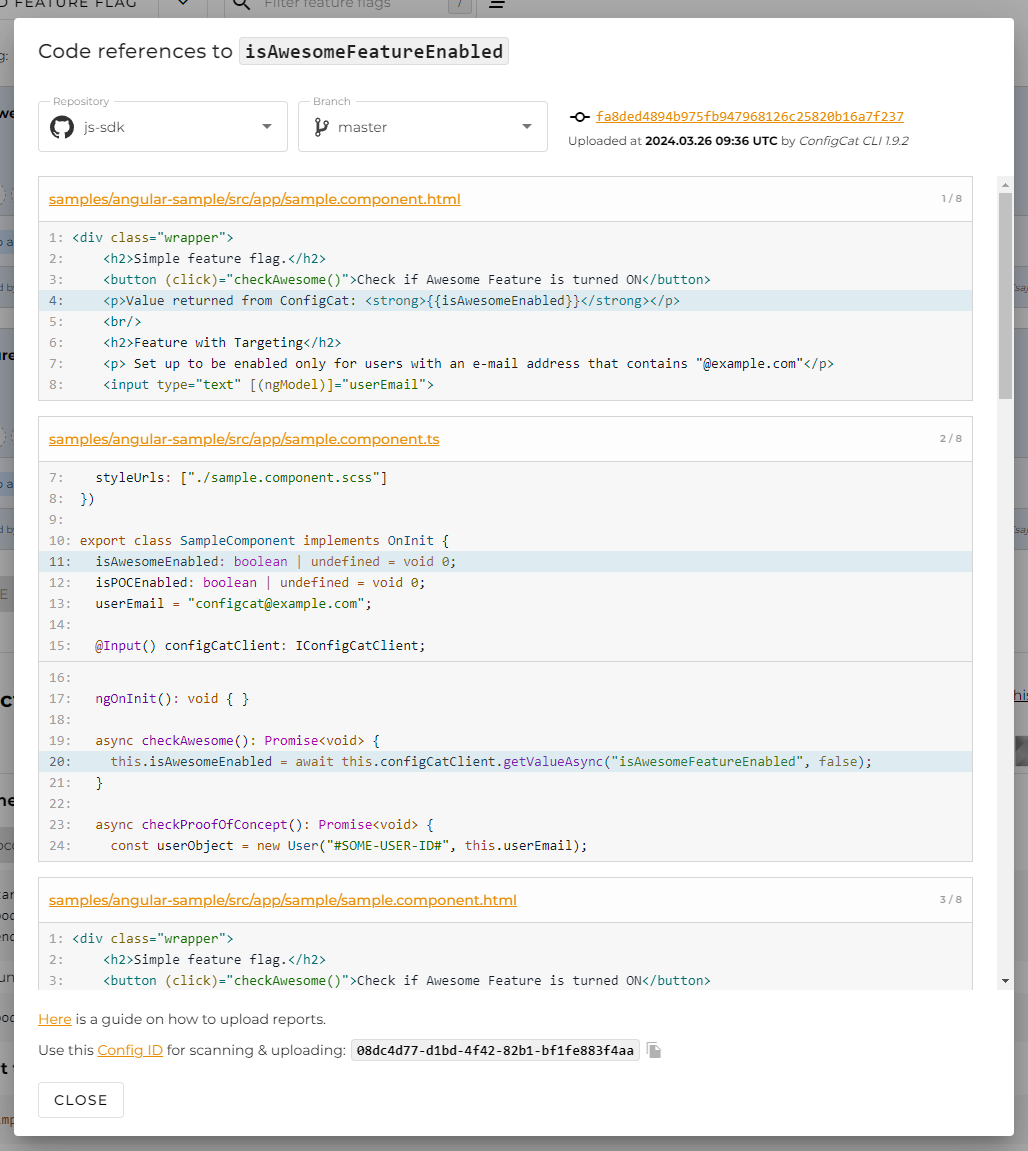 FEATURE FLAG
Filter feature flags
/
Code references to isAwesomeFeatureEnabled
Repository
js-sdk
Branch
master
fa8ded4894b975fb947968126c25820b16a7f237
Uploaded at 2024.03.26 09:36 UTC by ConfigCat CLI 1.9.2
samples/angular-sample/src/app/sample.component.html
1 / 8
1: <div class="wrapper">
2:     <h2>Simple feature flag.</h2>
3:     <button (click)="checkAwesome()">Check if Awesome Feature is turned ON</button>
4:     <p>Value returned from ConfigCat: <strong>{{isAwesomeEnabled}}</strong></p>
5:     <br/>
6:     <h2>Feature with Targeting</h2>
7:     <p> Set up to be enabled only for users with an e-mail address that contains "@example.com"</p>
8:     <input type="text" [(ngModel)]="userEmail">
samples/angular-sample/src/app/sample.component.ts
2 / 8
7:   styleUrls: ["./sample.component.scss"]
8: })
9:
10: export class SampleComponent implements OnInit {
11:   isAwesomeEnabled: boolean | undefined = void 0;
12:   isPOCEnabled: boolean | undefined = void 0;
13:   userEmail = "configcat@example.com";
14:
15:   @Input() configCatClient: IConfigCatClient;
16:
17:   ngOnInit(): void { }
18:
19:   async checkAwesome(): Promise<void> {
20:     this.isAwesomeEnabled = await this.configCatClient.getValueAsync("isAwesomeFeatureEnabled", false);
21:   }
22:
23:   async checkProofOfConcept(): Promise<void> {
24:     const userObject = new User("#SOME-USER-ID#", this.userEmail);
samples/angular-sample/src/app/sample/sample.component.html
3 / 8
1: <div class="wrapper">
2:     <h2>Simple feature flag.</h2>
3:     <button (click)="checkAwesome()">Check if Awesome Feature is turned ON</button>
Here is a guide on how to upload reports.
Use this Config ID for scanning & uploading: 08dc4d77-d1bd-4f42-82b1-bf1fe883f4aa
CLOSE